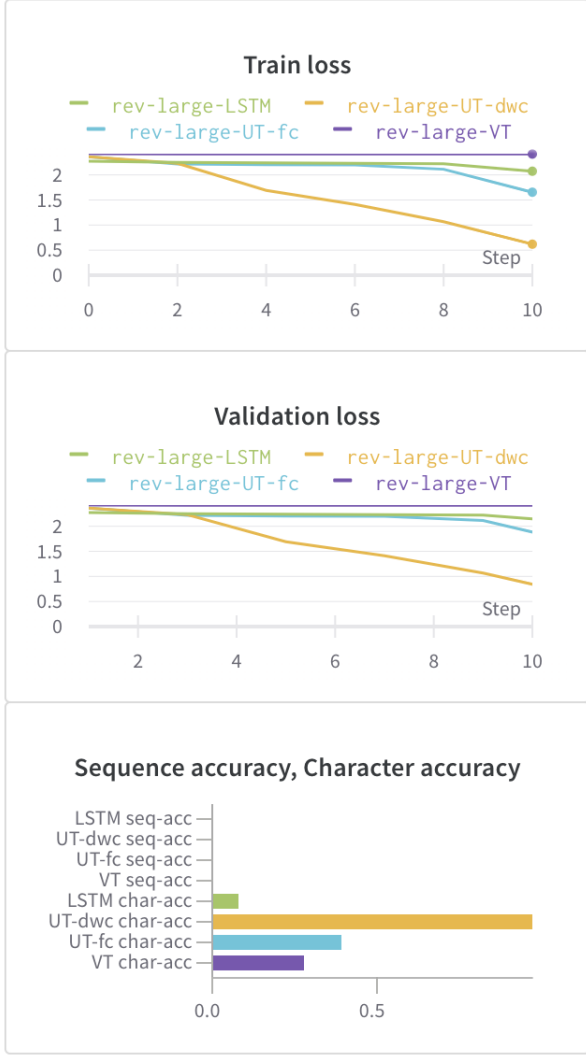 Train loss
rev-large-LSTM rev-large-UT-dwc
rev-large-UT-fc rev-large-VT
2
1.5
1
0.5
0
Step
0 2 4 6 8 10
Validation loss
rev-large-LSTM rev-large-UT-dwc
rev-large-UT-fc rev-large-VT
2
1.5
1
0.5
0
Step
2 4 6 8 10
Sequence accuracy, Character accuracy
LSTM seq-acc
UT-dwc seq-acc
UT-fc seq-acc
VT seq-acc
LSTM char-acc
UT-dwc char-acc
UT-fc char-acc
VT char-acc
0.0 0.5